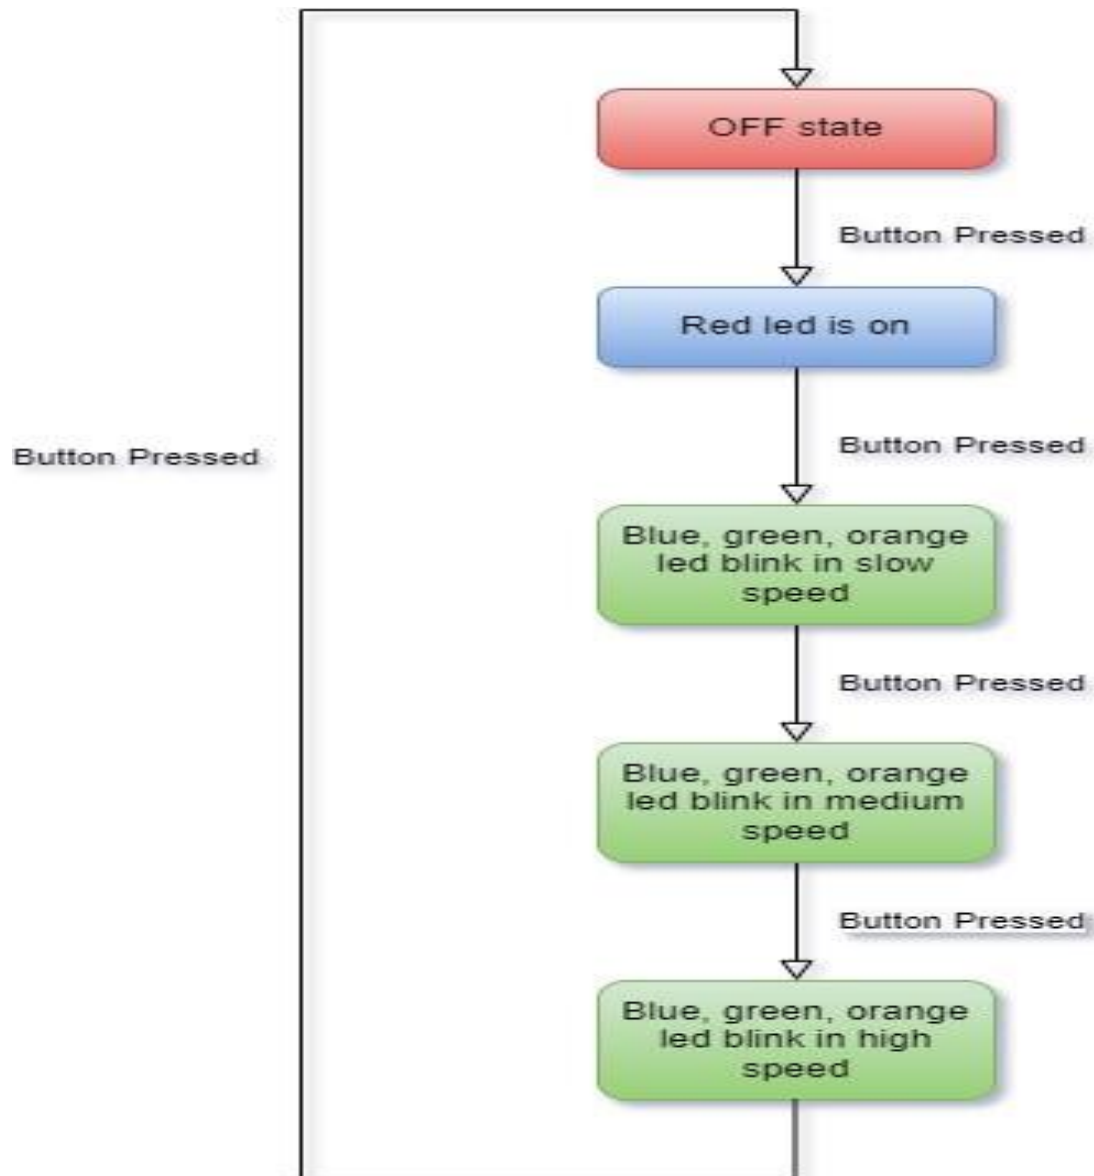 OFF state
Button Pressed
Red led is on
Button Pressed
Button Pressed
Blue, green, orange
led blink in slow
speed
Button Pressed
Blue, green, orange
led blink in medium
speed
Button Pressed
Blue, green, orange
led blink in high
speed